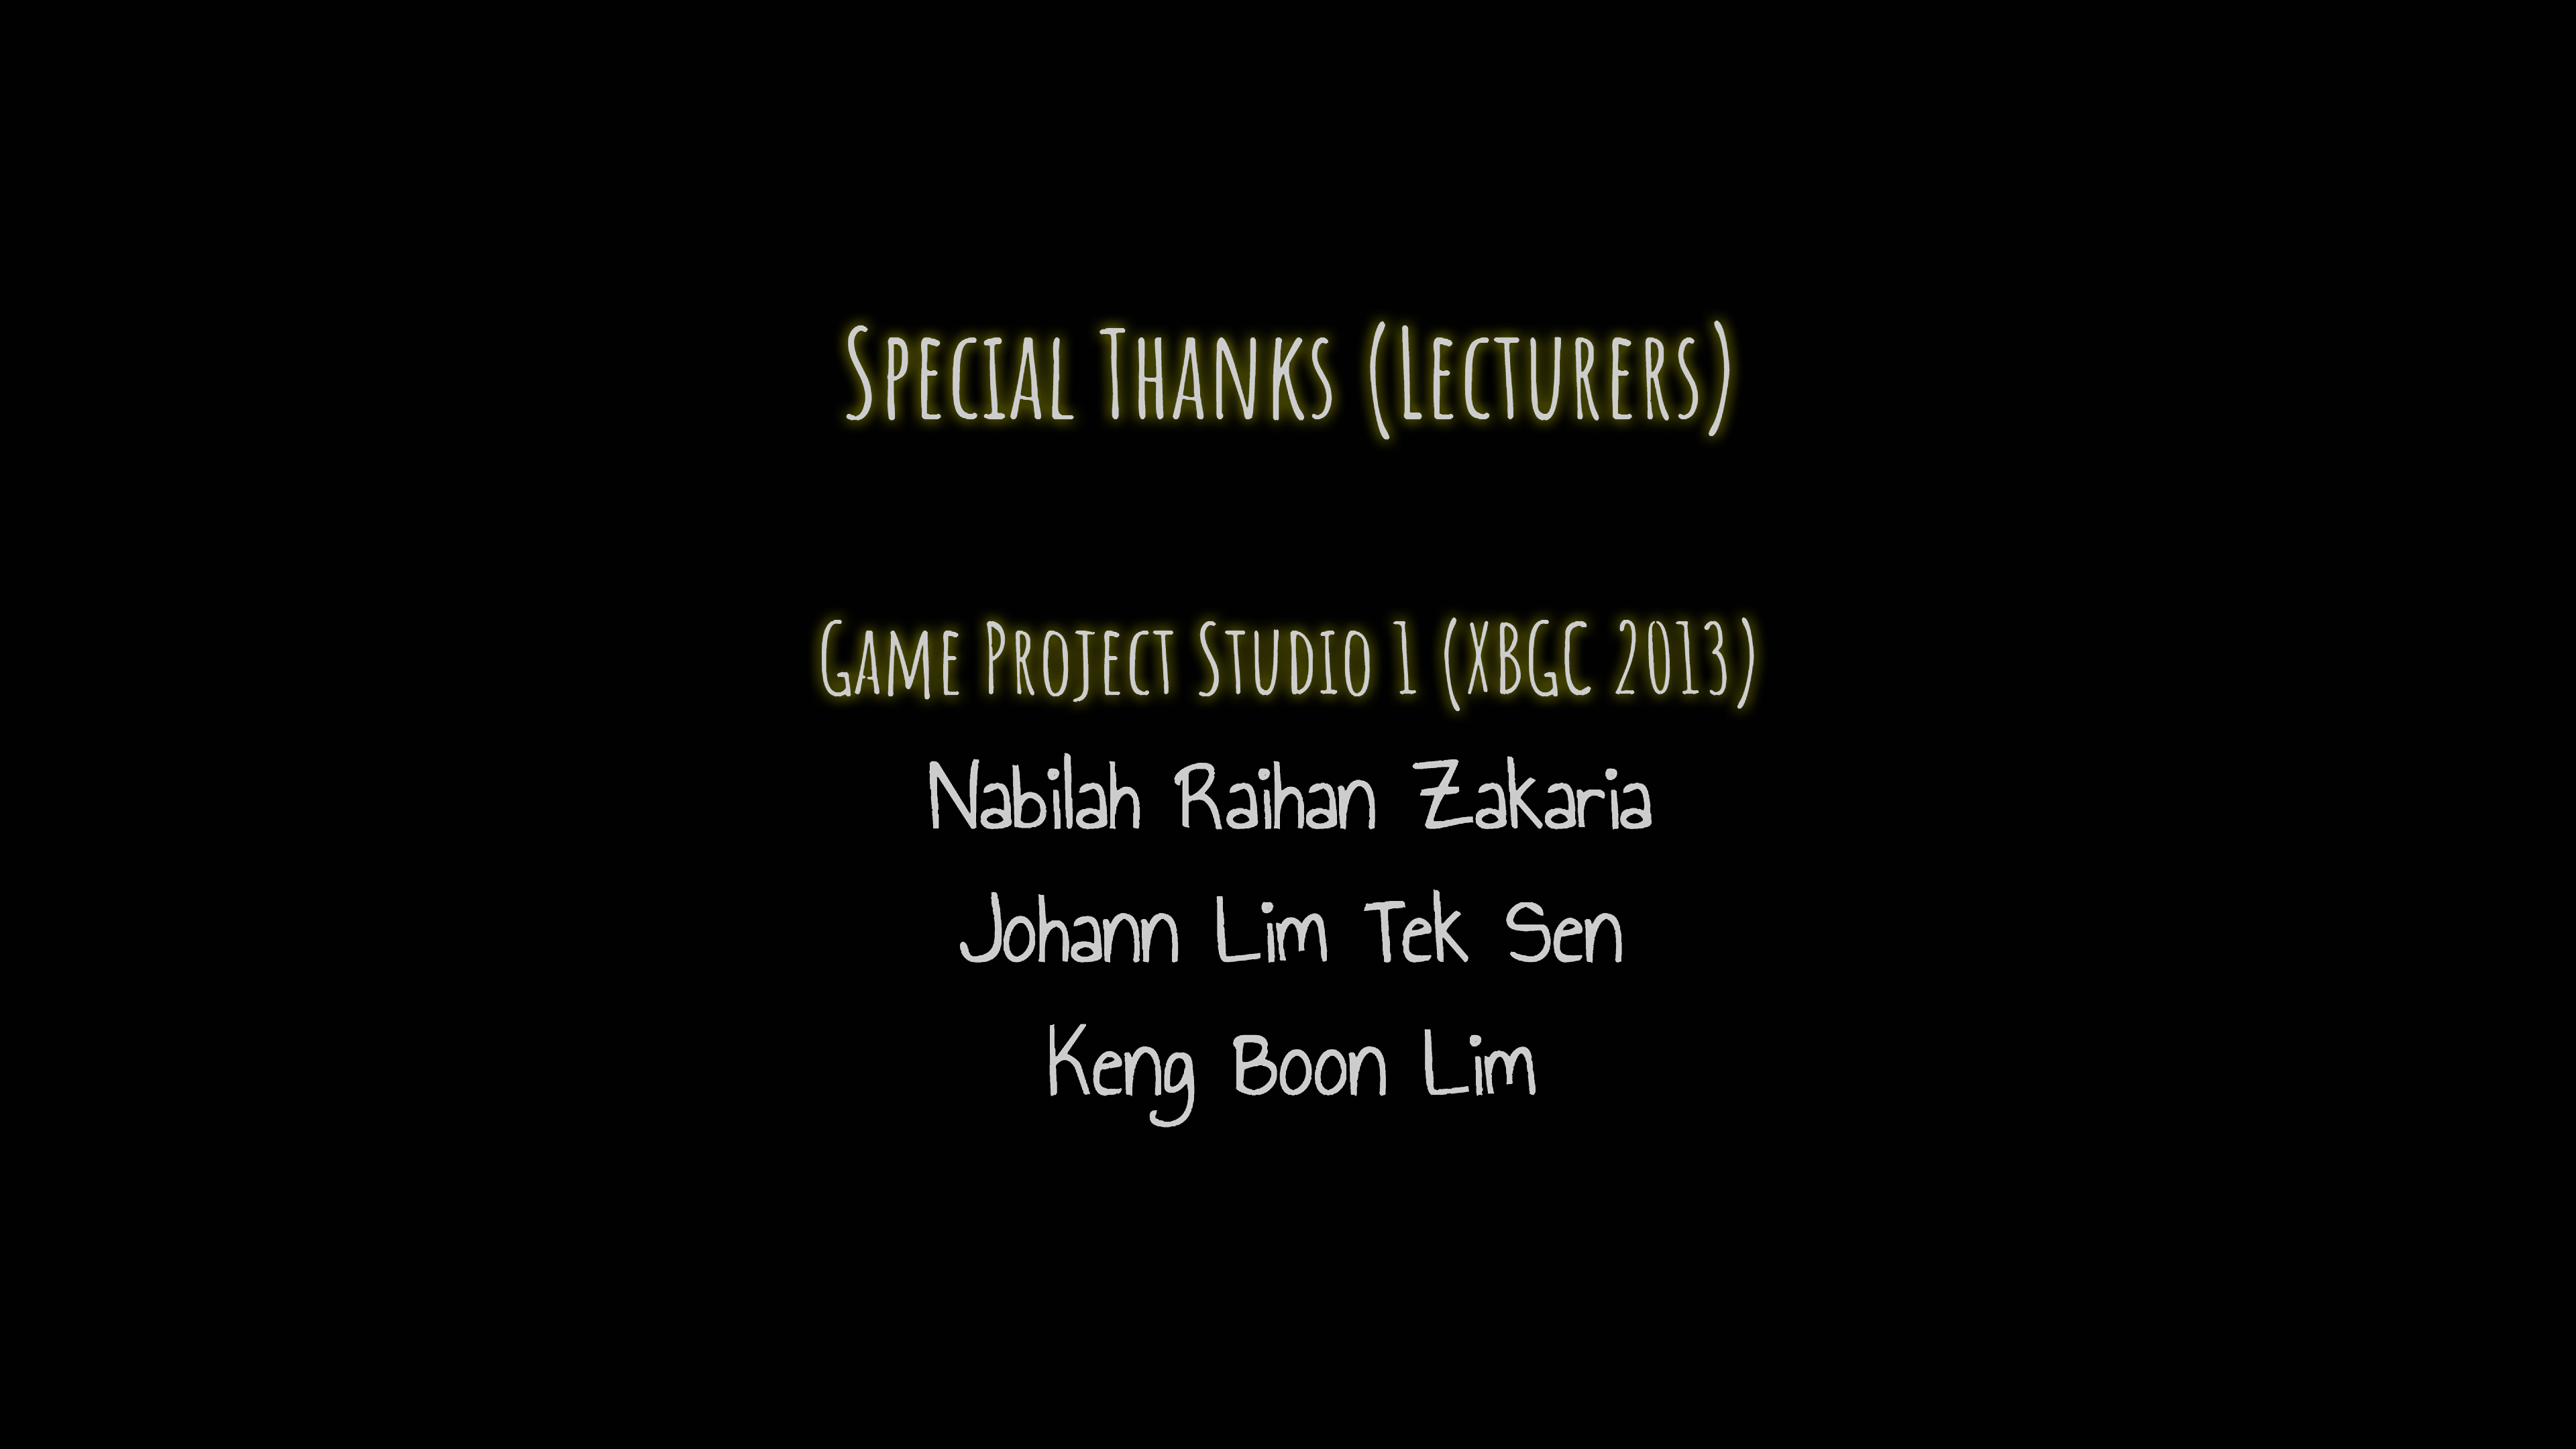 Special Thanks (Lecturers)
Game Project Studio 1 (XBGC 2013)
Nabilah Raihan Zakaria
Johann Lim Tek Sen
Keng Boon Lim